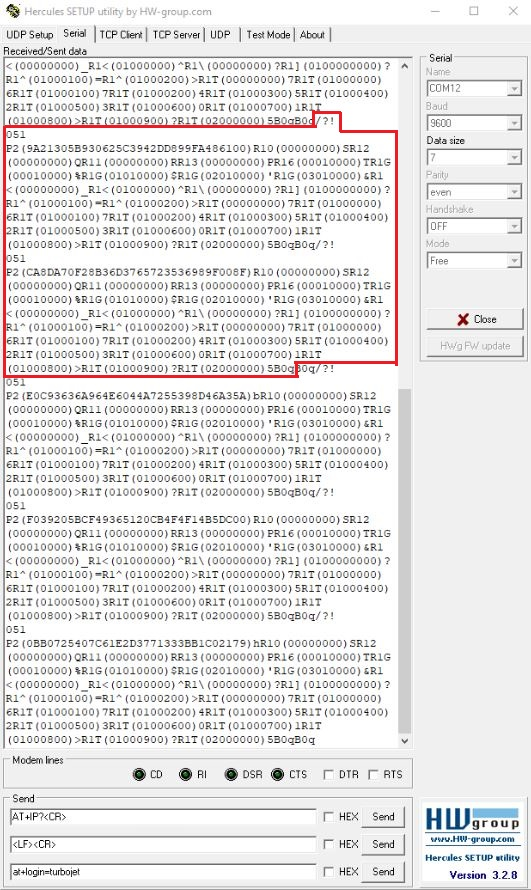 Hercules SETUP utility by HW-group.com
UDP Setup
Serial
TCP Client
TCP Server
UDP
Test Mode
About
Received/Sent data
<(00000000)_R1<(01000000)^R1\(00000000)?R1](0100000000)?
R1^(01000100)=R1^(01000200)>R1T(00000000)7R1T(01000000)
6R1T(01000100)7R1T(01000200)4R1T(01000300)5R1T(01000400)
2R1T(01000500)3R1T(01000600)0R1T(01000700)1R1T
(01000800)>R1T(01000900)?R1T(02000000)5B0qB0q/?!
051
P2(9A21305B930625C3942DD899FA486100)R10(00000000)SR12
(00000000)QR11(00000000)RR13(00000000)PR16(00010000)TR1G
(00010000)%R1G(01010000)$R1G(02010000)'R1G(03010000)&R1
<(00000000)_R1<(01000000)^R1\(00000000)?R1](01000000)?
R1^(01000100)=R1^(01000200)>R1T(00000000)7R1T(01000000)
6R1T(01000100)7R1T(01000200)4R1T(01000300)5R1T(01000400)
2R1T(01000500)3R1T(01000600)0R1T(01000700)1R1T
(01000800)>R1T(01000900)?R1T(02000000)5B0qB0q/?!
051
P2(CA8DA70F28B36D3765723536989F008F)R10(00000000)SR12
(00000000)QR11(00000000)RR13(00000000)PR16(00010000)TR1G
(00010000)%R1G(01010000)$R1G(02010000)'R1G(03010000)&R1
<(00000000)_R1<(01000000)^R1\(00000000)?R1](01000000)?
R1^(01000100)=R1^(01000200)>R1T(00000000)7R1T(01000000)
6R1T(01000100)7R1T(01000200)4R1T(01000300)5R1T(01000400)
2R1T(01000500)3R1T(01000600)0R1T(01000700)1R1T
(01000800)>R1T(01000900)?R1T(02000000)5B0qB0q/?!
051
P2(E0C93636A964E6044A7255398D46A35A)bR10(00000000)SR12
(00000000)QR11(00000000)RR13(00000000)PR16(00010000)TR1G
(00010000)%R1G(01010000)$R1G(02010000)'R1G(03010000)&R1
<(00000000)_R1<(01000000)^R1\(00000000)?R1](01000000)?
R1^(01000100)=R1^(01000200)>R1T(00000000)7R1T(01000000)
6R1T(01000100)7R1T(01000200)4R1T(01000300)5R1T(01000400)
2R1T(01000500)3R1T(01000600)0R1T(01000700)1R1T
(01000800)>R1T(01000900)?R1T(02000000)5B0qB0q/?!
051
P2(F039205BCF49365120CB4F4F14B5DC00)R10(00000000)SR12
(00000000)QR11(00000000)RR13(00000000)PR16(00010000)TR1G
(00010000)%R1G(01010000)$R1G(02010000)'R1G(03010000)&R1
<(00000000)_R1<(01000000)^R1\(00000000)?R1](01000000)?
R1^(01000100)=R1^(01000200)>R1T(00000000)7R1T(01000000)
6R1T(01000100)7R1T(01000200)4R1T(01000300)5R1T(01000400)
2R1T(01000500)3R1T(01000600)0R1T(01000700)1R1T
(01000800)>R1T(01000900)?R1T(02000000)5B0qB0q/?!
051
P2(0BB0725407C61E2D3771333BB1C02179)hR10(00000000)SR12
(00000000)QR11(00000000)RR13(00000000)PR16(00010000)TR1G
(00010000)%R1G(01010000)$R1G(02010000)'R1G(03010000)&R1
<(00000000)_R1<(01000000)^R1\(00000000)?R1](01000000)?
R1^(01000100)=R1^(01000200)>R1T(00000000)7R1T(01000000)
6R1T(01000100)7R1T(01000200)4R1T(01000300)5R1T(01000400)
2R1T(01000500)3R1T(01000600)0R1T(01000700)1R1T
(01000800)>R1T(01000900)?R1T(02000000)5B0qB0q
Serial
Name
COM12
Baud
9600
Data size
7
Parity
even
Handshake
OFF
Mode
Free
Close
HWg FW update
Modem lines
CD
RI
DSR
CTS
DTR
RTS
Send
AT+IP?<CR>
HEX
Send
<LF><CR>
HEX
Send
at+login=turbojet
HEX
Send
HWgroup
www.HW-group.com
Hercules SETUP utility
Version 3.2.8